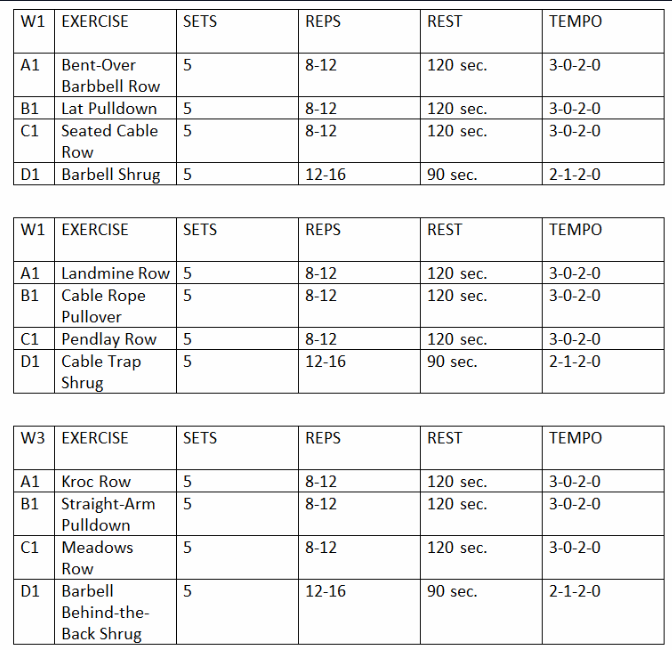 W1 EXERCISE SETS REPS REST TEMPO
A1 Bent-Over 5 8-12 120 sec. 3-0-2-0
Barbbell Row
B1 Lat Pulldown 5 8-12 120 sec. 3-0-2-0
C1 Seated Cable 5 8-12 120 sec. 3-0-2-0
Row
D1 Barbell Shrug 5 12-16 90 sec. 2-1-2-0
W1 EXERCISE SETS REPS REST TEMPO
A1 Landmine Row 5 8-12 120 sec. 3-0-2-0
B1 Cable Rope 5 8-12 120 sec. 3-0-2-0
Pullover
C1 Pendlay Row 5 8-12 120 sec. 3-0-2-0
D1 Cable Trap 5 12-16 90 sec. 2-1-2-0
Shrug
W3 EXERCISE SETS REPS REST TEMPO
A1 Kroc Row 5 8-12 120 sec. 3-0-2-0
B1 Straight-Arm 5 8-12 120 sec. 3-0-2-0
Pulldown
C1 Meadows 5 8-12 120 sec. 3-0-2-0
Row
D1 Barbell 5 12-16 90 sec. 2-1-2-0
Behind-the-
Back Shrug